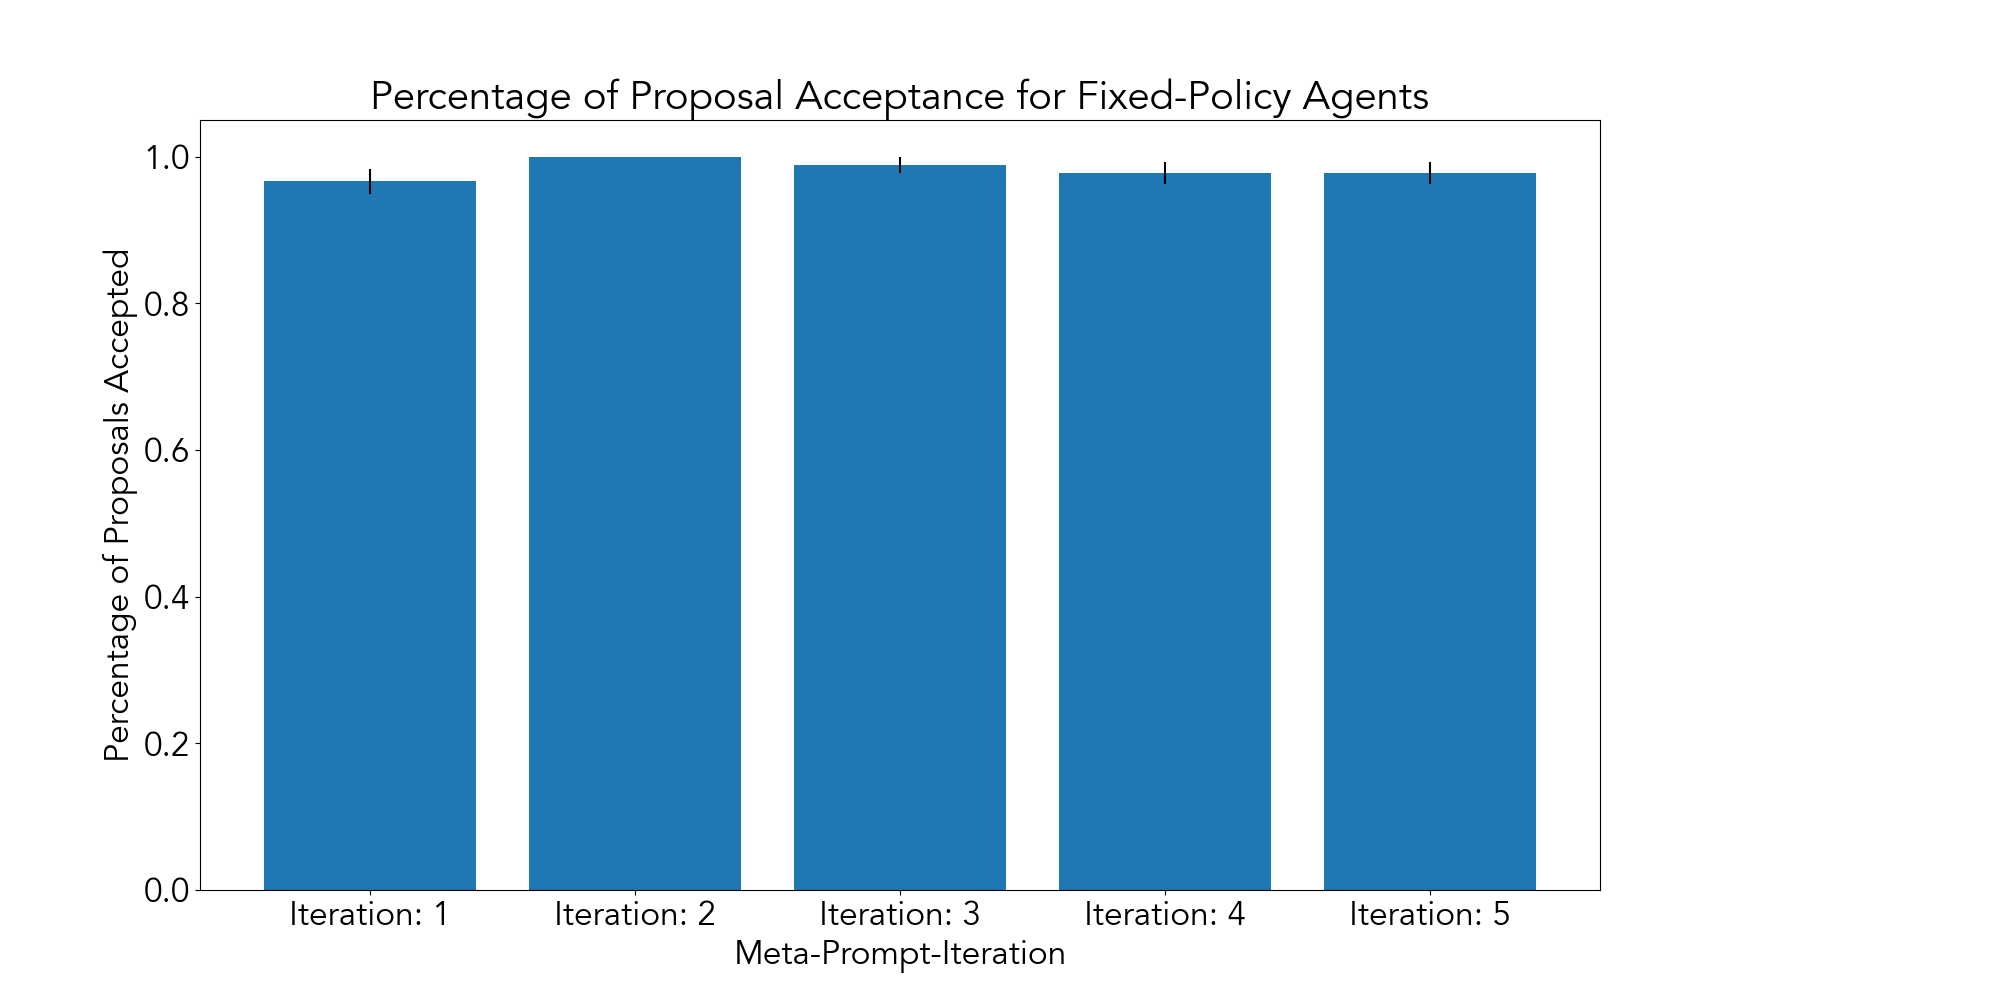 Percentage of Proposal Acceptance for Fixed-Policy Agents
Percentage of Proposals Accepted
1.0
0.8
0.6
0.4
0.2
0.0
Iteration: 1
Iteration: 2
Iteration: 3
Iteration: 4
Iteration: 5
Meta-Prompt-Iteration